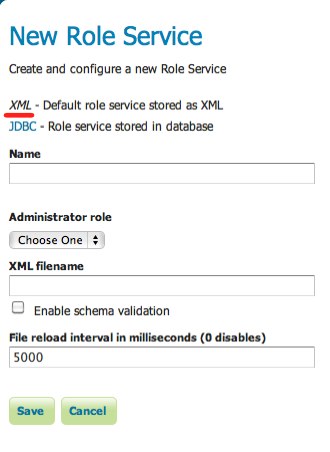 New Role Service
Create and configure a new Role Service
XML - Default role service stored as XML
JDBC - Role service stored in database
Name
Administrator role
Choose One
XML filename
Enable schema validation
File reload interval in milliseconds (0 disables)
5000
Save Cancel